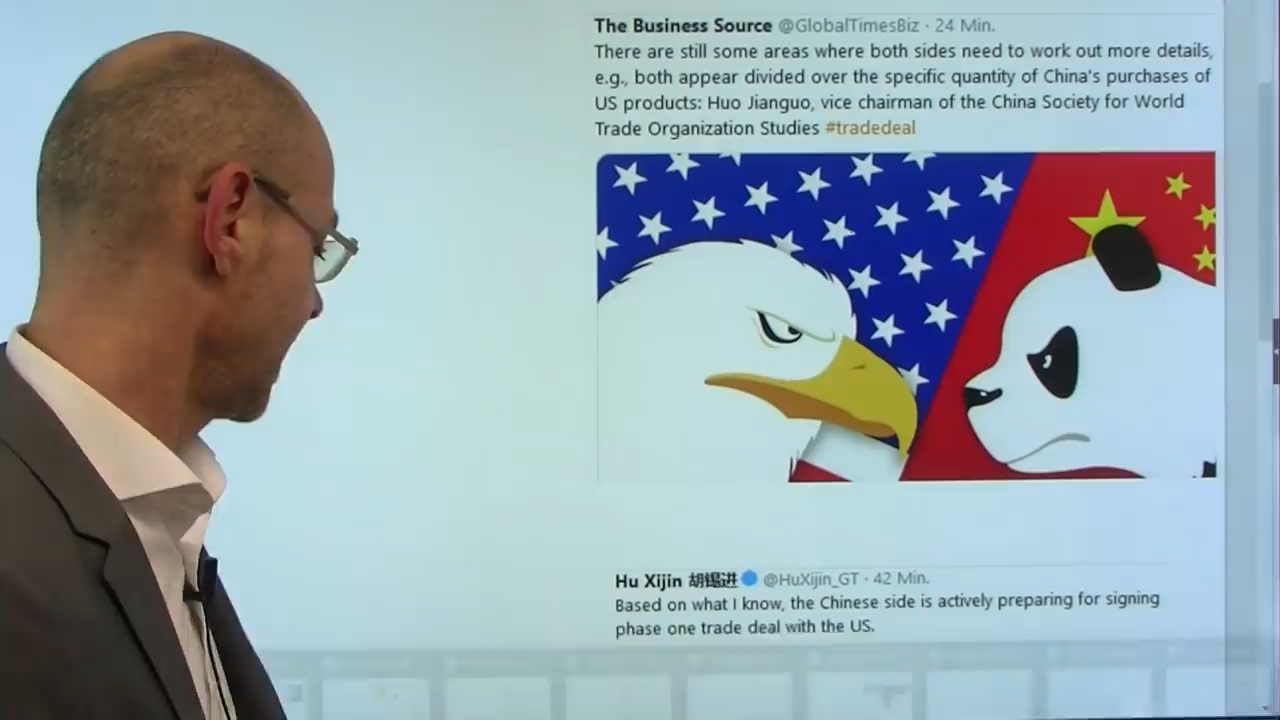 The Business Source @GlobalTimesBiz · 24 Min.
There are still some areas where both sides need to work out more details,
e.g., both appear divided over the specific quantity of China's purchases of
US products: Huo Jianguo, vice chairman of the China Society for World
Trade Organization Studies #tradedeal
Hu Xijin 胡锡进 @HuXijin_GT · 42 Min.
Based on what I know, the Chinese side is actively preparing for signing
phase one trade deal with the US.